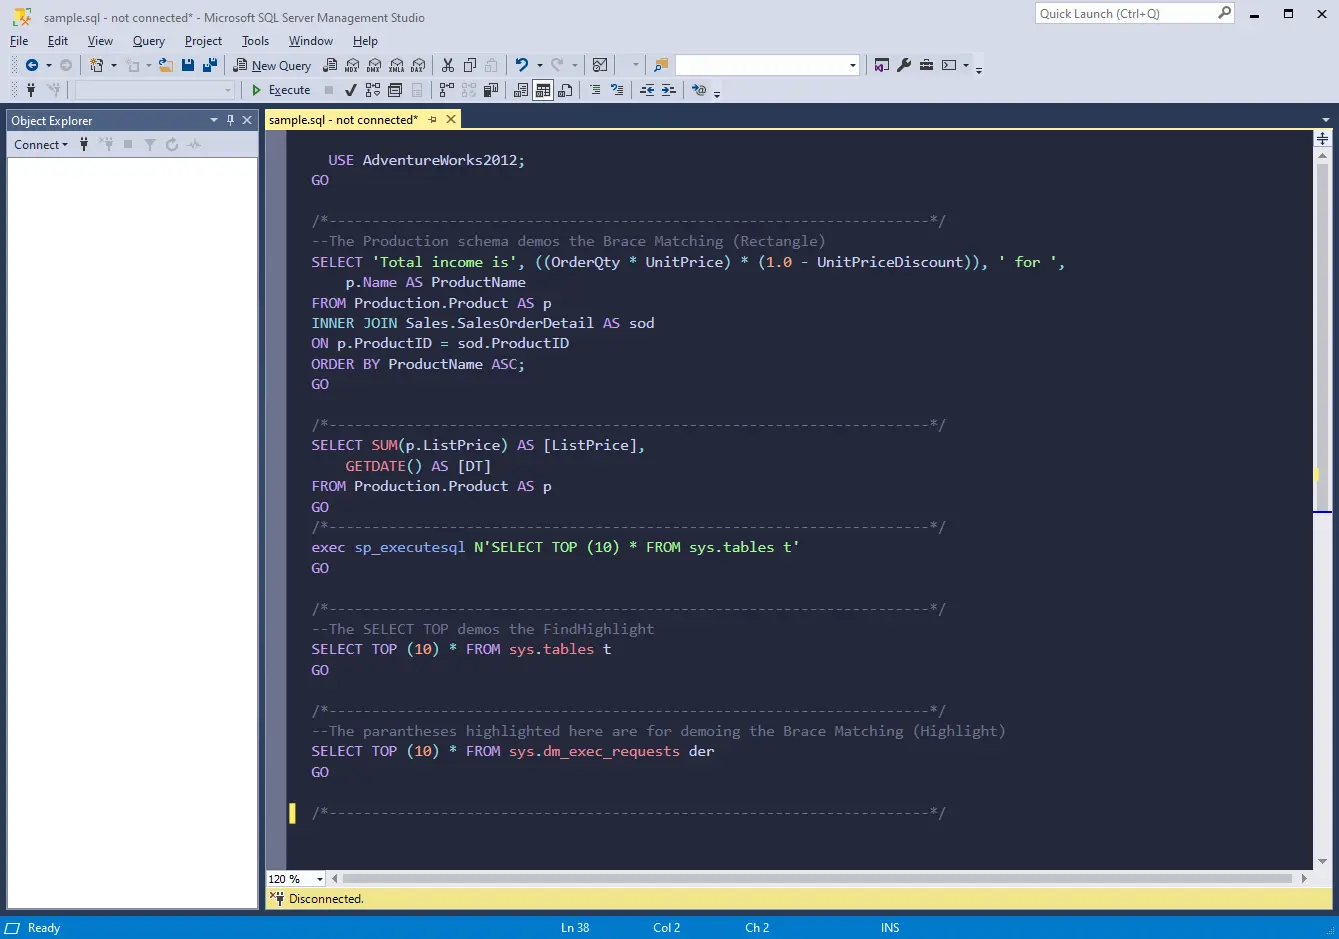 sample.sql - not connected* - Microsoft SQL Server Management Studio
Quick Launch (Ctrl+Q)
File Edit View Query Project Tools Window Help
New Query MDX DMX XMLA DAX
Execute
Object Explorer
sample.sql - not connected*
Connect
USE AdventureWorks2012;
GO
/*----------------------------------------------------------------------*/
--The Production schema demos the Brace Matching (Rectangle)
SELECT 'Total income is', ((OrderQty * UnitPrice) * (1.0 - UnitPriceDiscount)), ' for ',
p.Name AS ProductName
FROM Production.Product AS p
INNER JOIN Sales.SalesOrderDetail AS sod
ON p.ProductID = sod.ProductID
ORDER BY ProductName ASC;
GO
/*----------------------------------------------------------------------*/
SELECT SUM(p.ListPrice) AS [ListPrice],
GETDATE() AS [DT]
FROM Production.Product AS p
GO
/*----------------------------------------------------------------------*/
exec sp_executesql N'SELECT TOP (10) * FROM sys.tables t'
GO
/*----------------------------------------------------------------------*/
--The SELECT TOP demos the FindHighlight
SELECT TOP (10) * FROM sys.tables t
GO
/*----------------------------------------------------------------------*/
--The parantheses highlighted here are for demoing the Brace Matching (Highlight)
SELECT TOP (10) * FROM sys.dm_exec_requests der
GO
/*----------------------------------------------------------------------*/
120 %
Disconnected.
Ready Ln 38 Col 2 Ch 2 INS